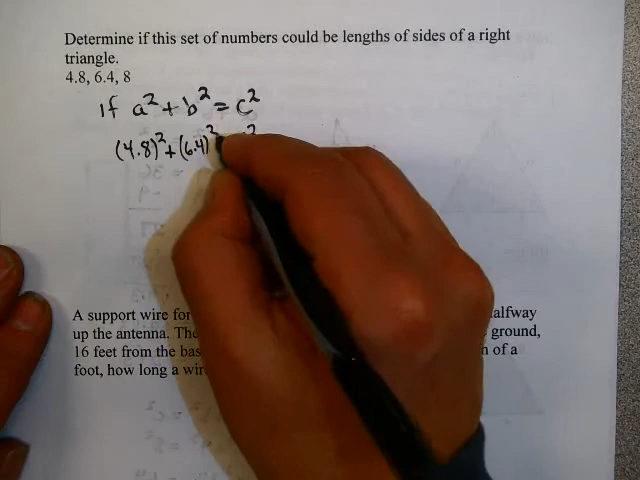 Determine if this set of numbers could be lengths of sides of a right
triangle.
4.8, 6.4, 8
if a² + b² = c²
(4.8)² + (6.4)² ²
A support wire for alfway
up the antenna. The ground,
16 feet from the bas of a
foot, how long a wir